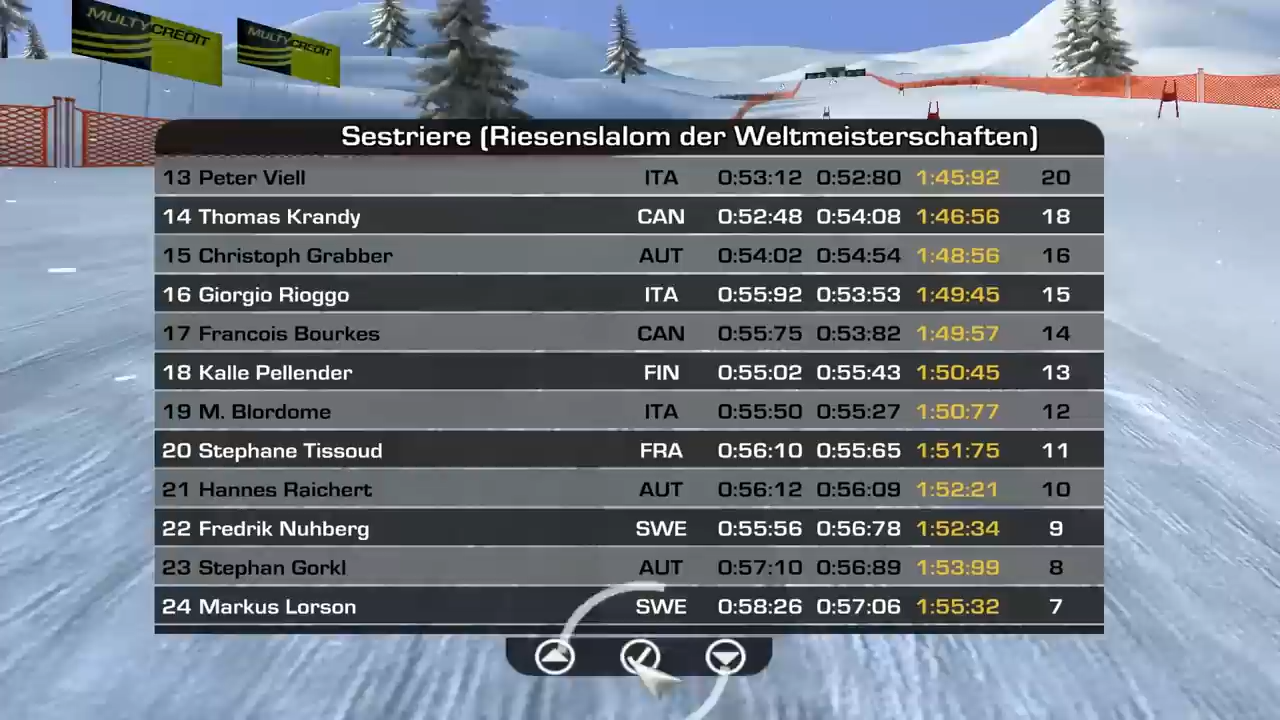 MULTYCREDIT MULTYCREDIT
Sestriere (Riesenslalom der Weltmeisterschaften)
13 Peter Viell ITA 0:53:12 0:52:80 1:45:92 20
14 Thomas Krandy CAN 0:52:48 0:54:08 1:46:56 18
15 Christoph Grabber AUT 0:54:02 0:54:54 1:48:56 16
16 Giorgio Rioggo ITA 0:55:92 0:53:53 1:49:45 15
17 Francois Bourkes CAN 0:55:75 0:53:82 1:49:57 14
18 Kalle Pellender FIN 0:55:02 0:55:43 1:50:45 13
19 M. Blordome ITA 0:55:50 0:55:27 1:50:77 12
20 Stephane Tissoud FRA 0:56:10 0:55:65 1:51:75 11
21 Hannes Raichert AUT 0:56:12 0:56:09 1:52:21 10
22 Fredrik Nuhberg SWE 0:55:56 0:56:78 1:52:34 9
23 Stephan Gorkl AUT 0:57:10 0:56:89 1:53:99 8
24 Markus Lorson SWE 0:58:26 0:57:06 1:55:32 7